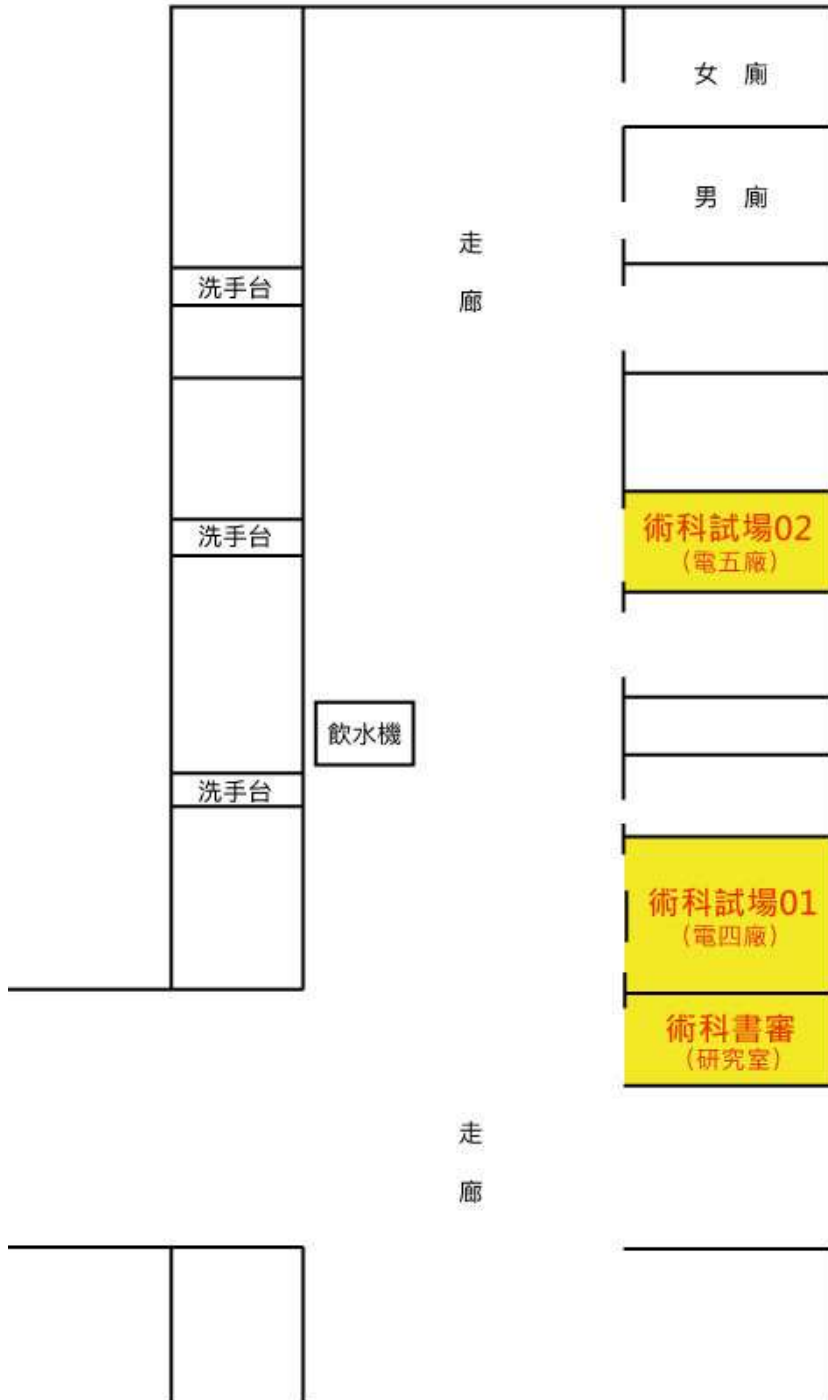 女 廁
男 廁
走
廊
洗手台
術科試場02
(電五廠)
洗手台
飲水機
洗手台
術科試場01
(電四廠)
術科書審
(研究室)
走
廊